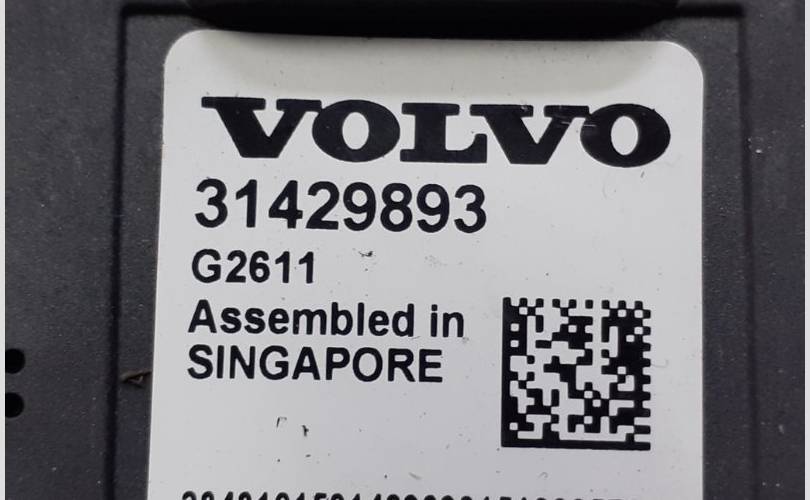 VOLVO
31429893
G2611
Assembled in
SINGAPORE